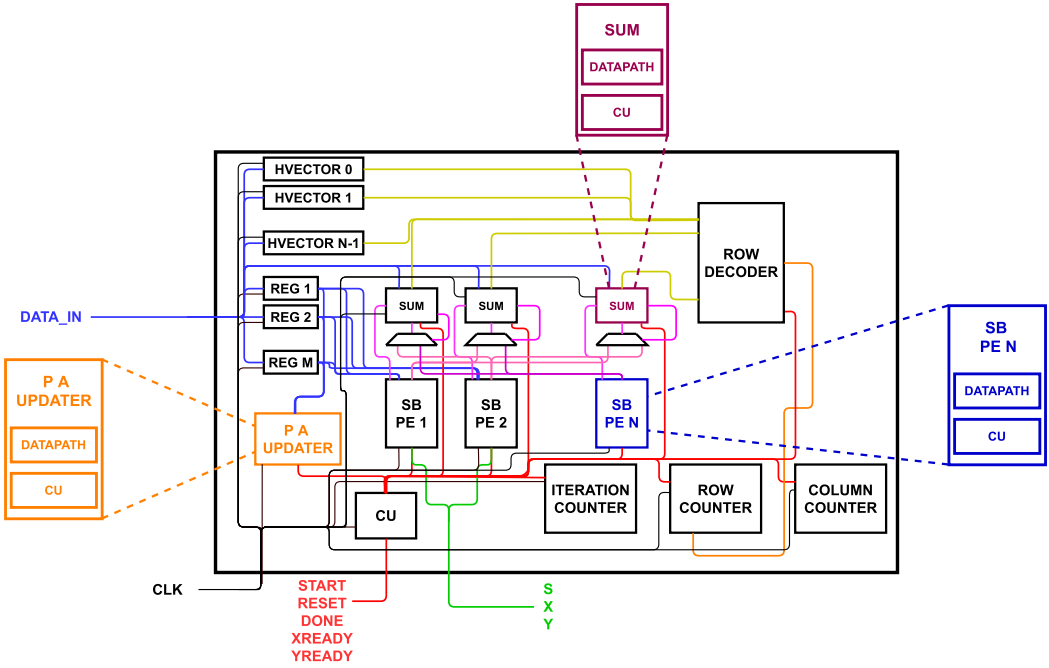 SUM
DATAPATH
CU
HVECTOR 0
HVECTOR 1
HVECTOR N-1
ROW
DECODER
REG 1
REG 2
REG M
SUM
SUM
SUM
DATA_IN
SB
PE N
DATAPATH
CU
P A
UPDATER
DATAPATH
CU
SB
PE 1
SB
PE 2
SB
PE N
P A
UPDATER
CU
ITERATION
COUNTER
ROW
COUNTER
COLUMN
COUNTER
CLK
START
RESET
DONE
XREADY
YREADY
S
X
Y